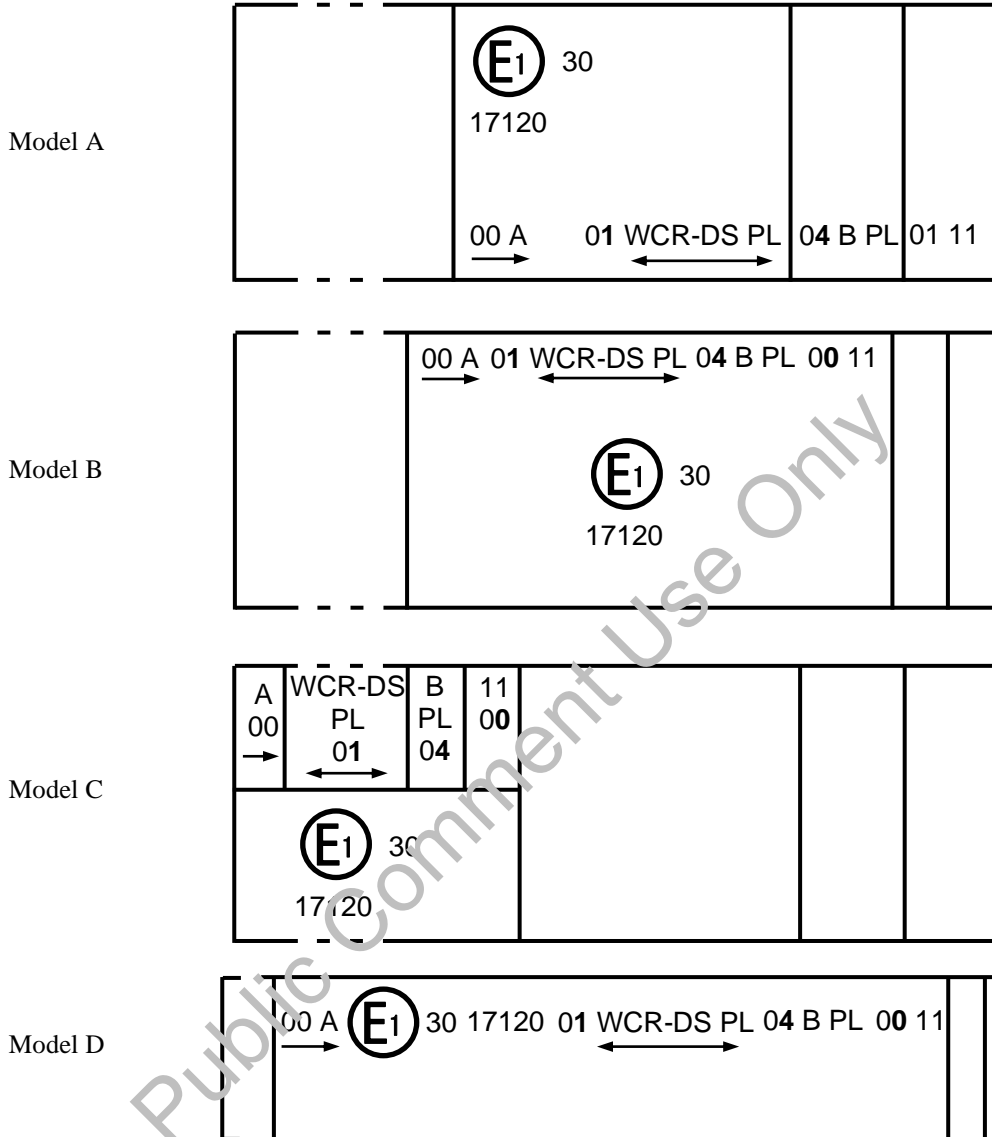 Model A
E1 30
17120
00 A 01 WCR-DS PL 04 B PL 01 11
Model B
00 A 01 WCR-DS PL 04 B PL 00 11
E1 30
17120
Model C
A WCR-DS B 11
00 PL PL 00
01 04
E1 30
17120
Model D
00 A E1 30 17120 01 WCR-DS PL 04 B PL 00 11
Public Comment Use Only